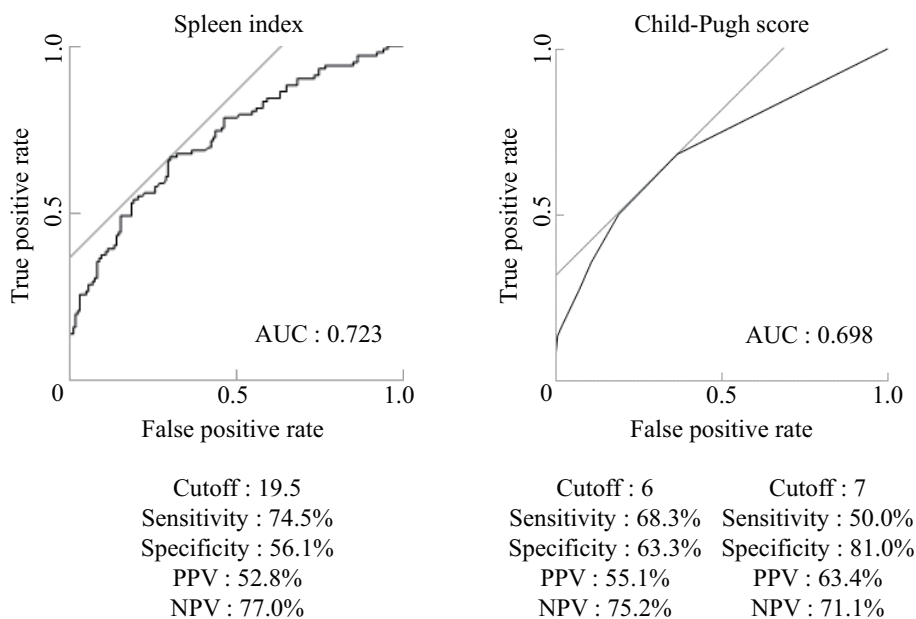 Spleen index
1.0
0.5
0
0.5
1.0
True positive rate
False positive rate
AUC : 0.723
Cutoff : 19.5
Sensitivity : 74.5%
Specificity : 56.1%
PPV : 52.8%
NPV : 77.0%
Child-Pugh score
1.0
0.5
0
0.5
1.0
True positive rate
False positive rate
AUC : 0.698
Cutoff : 6
Sensitivity : 68.3%
Specificity : 63.3%
PPV : 55.1%
NPV : 75.2%
Cutoff : 7
Sensitivity : 50.0%
Specificity : 81.0%
PPV : 63.4%
NPV : 71.1%